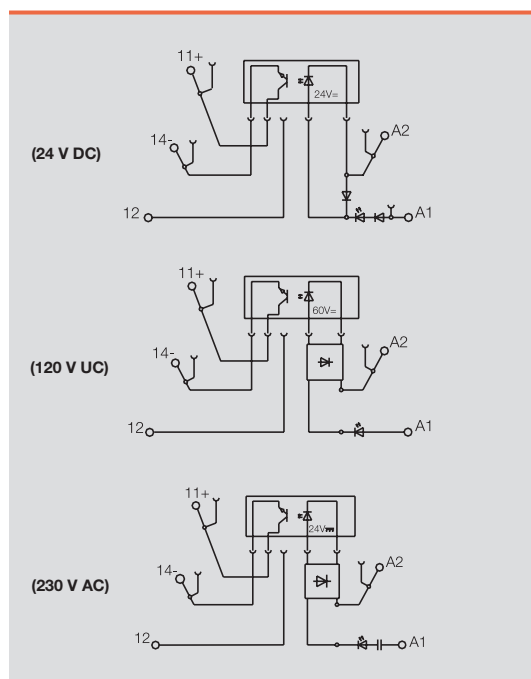 11+
24V=
14-
A2
(24 V DC)
12
A1
11+
60V=
14-
A2
(120 V UC)
12
A1
11+
24V⎓
14-
A2
(230 V AC)
12
A1